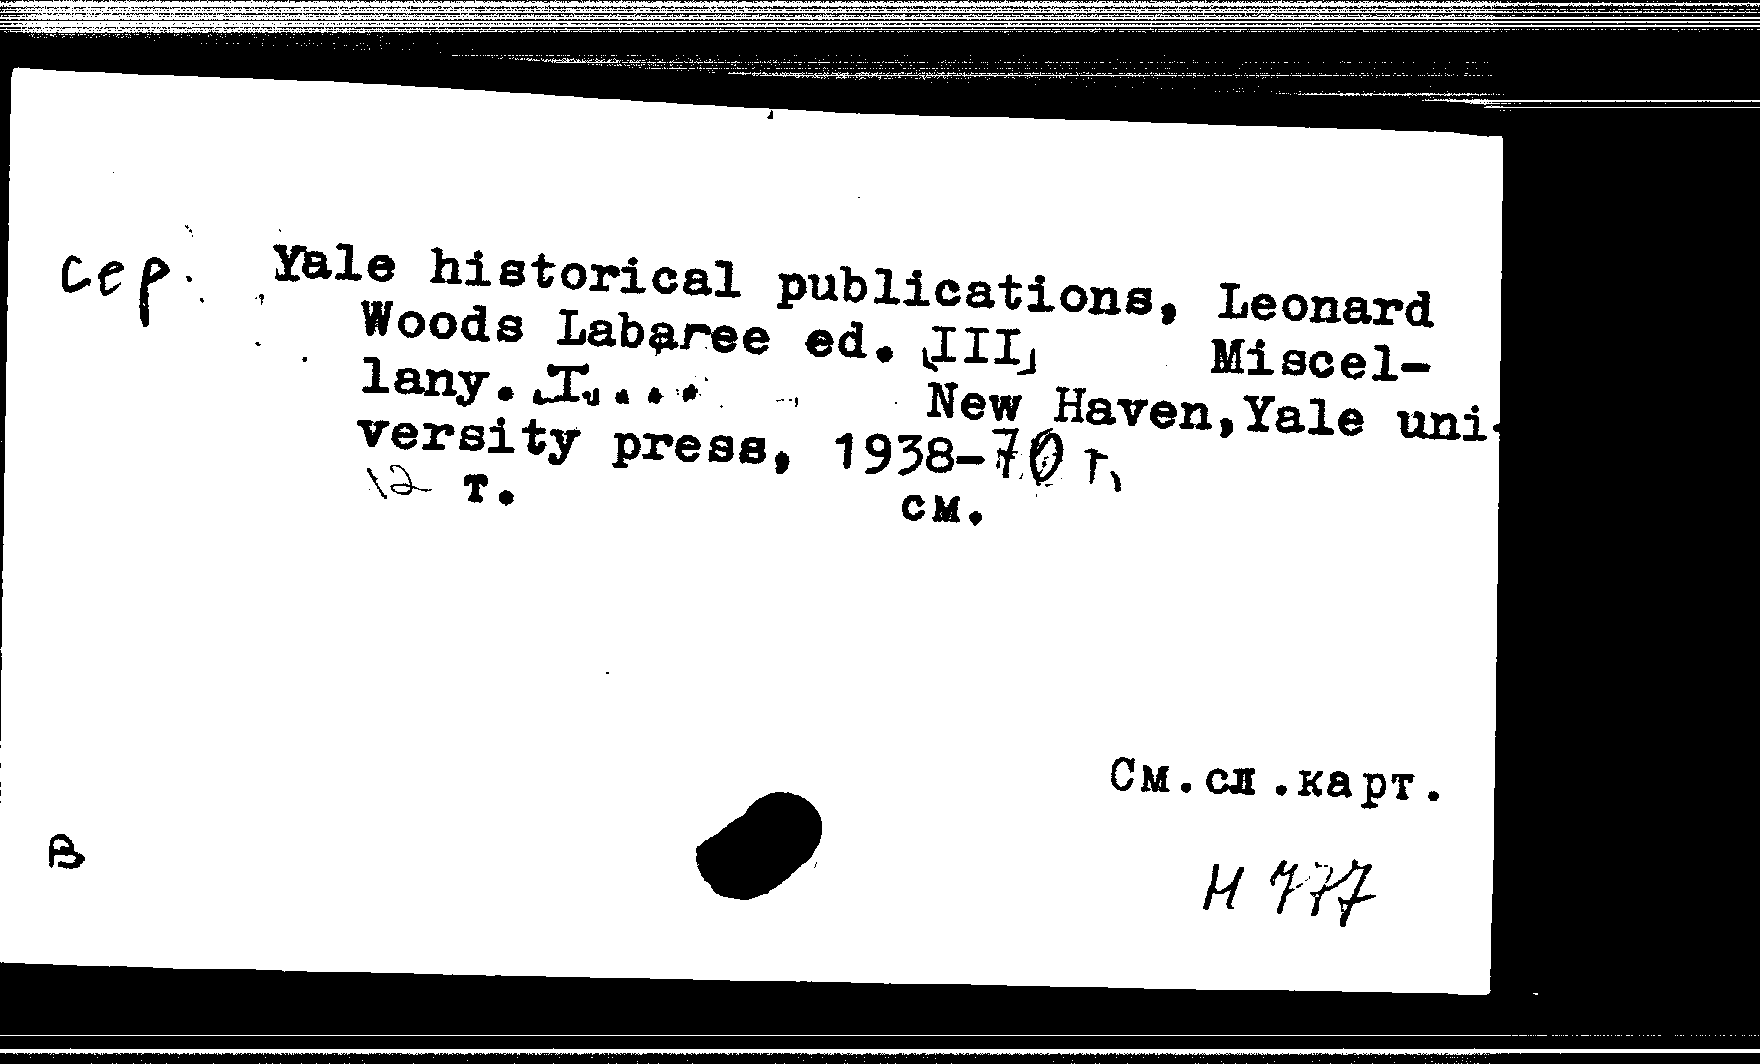 сер. Yale historical publications, Leonard
Woods Labaree ed. [III] Miscel-
lany. [I]...
New Haven, Yale uni-
versity press, 1938-70 г.
12 т. см.
См.сл.карт.
В
И 777